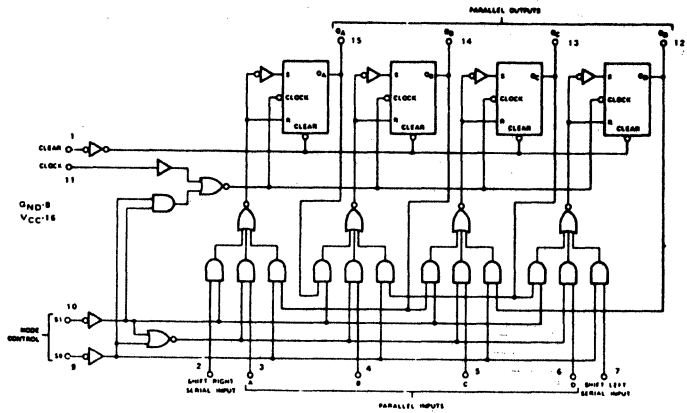 PARALLEL OUTPUTS
QA 15 QB 14 QC 13 QD 12
S QA S QB S QC S QD
CLOCK CLOCK CLOCK CLOCK
R R R R
CLEAR CLEAR CLEAR CLEAR
1
CLEAR
CLOCK
11
GND-8
VCC-16
10
S1
MODE CONTROL
S0
9
2 3 4 5 6 7
SHIFT RIGHT SERIAL INPUT A B C D SHIFT LEFT SERIAL INPUT
PARALLEL INPUTS